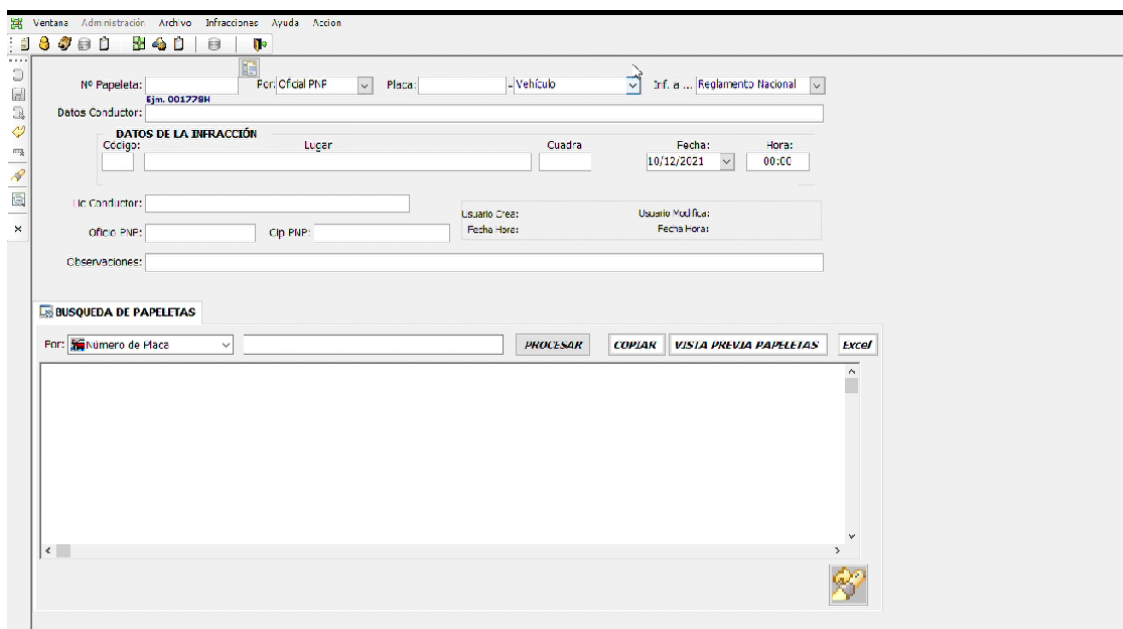 Ventana Administración Archivo Infracciones Ayuda Accion
Nº Papeleta: Por: Oficial PNP Placa: - Vehículo Inf. a ... Reglamento Nacional
Ejm. 001778H
Datos Conductor:
DATOS DE LA INFRACCIÓN
Código: Lugar Cuadra Fecha: Hora:
10/12/2021 00:00
Lic Conductor:
Usuario Crea: Usuario Modifica:
Oficio PNP: Cip PNP: Fecha Hora: Fecha Hora:
Observaciones:
BUSQUEDA DE PAPELETAS
Por: Número de Placa PROCESAR COPIAR VISTA PREVIA PAPELETAS Excel